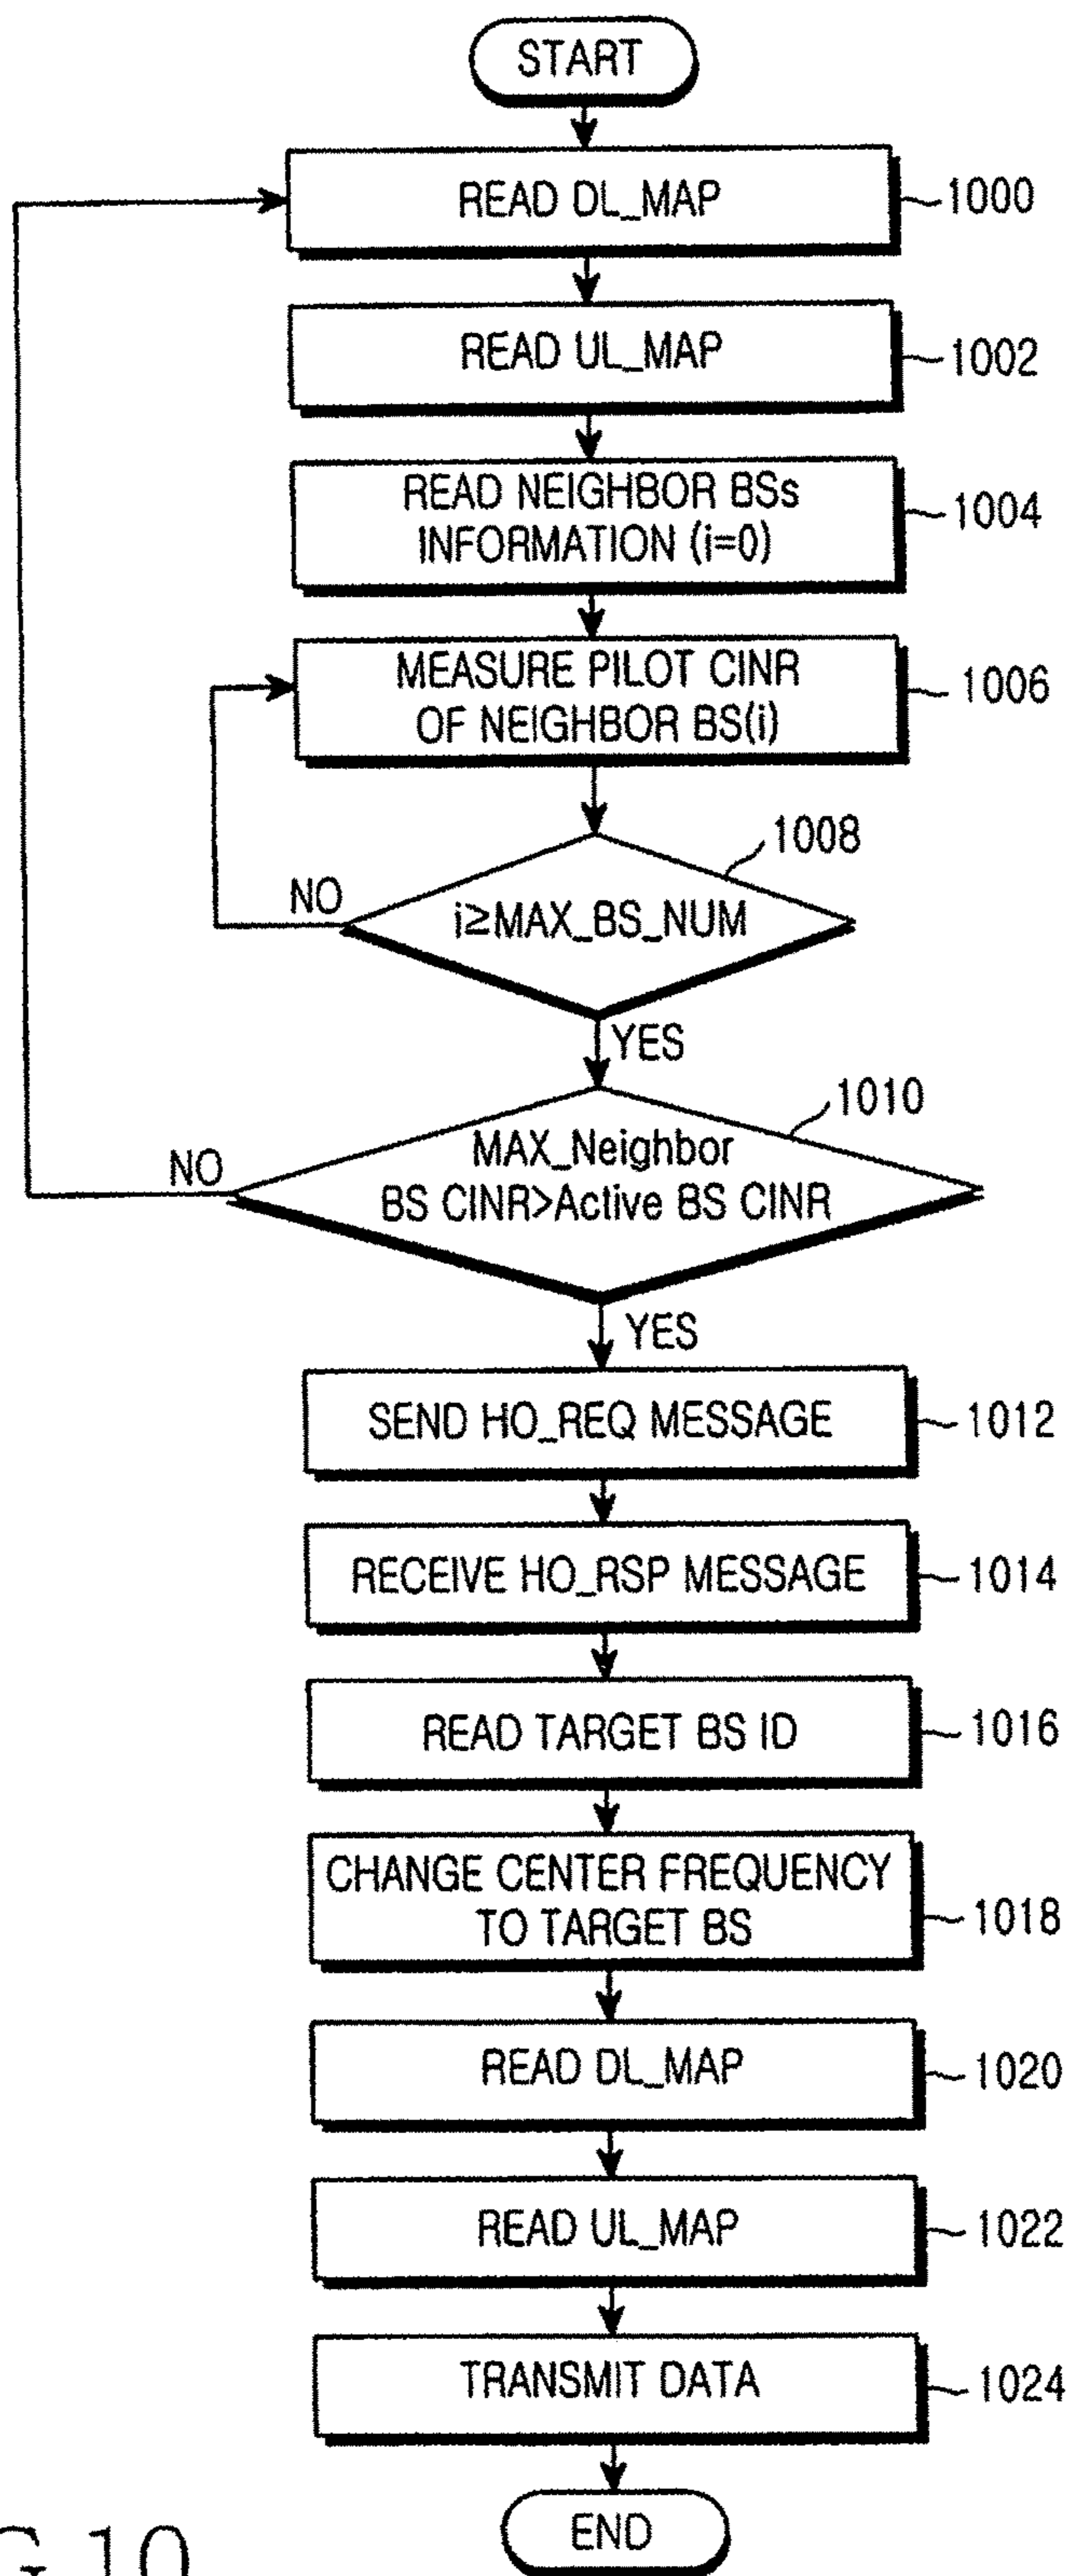 START
READ DL_MAP
1000
READ UL_MAP
1002
READ NEIGHBOR BSs
INFORMATION (i=0)
1004
MEASURE PILOT CINR
OF NEIGHBOR BS(i)
1006
1008
NO
i≥MAX_BS_NUM
YES
1010
NO
MAX_Neighbor
BS CINR>Active BS CINR
YES
SEND HO_REQ MESSAGE
1012
RECEIVE HO_RSP MESSAGE
1014
READ TARGET BS ID
1016
CHANGE CENTER FREQUENCY
TO TARGET BS
1018
READ DL_MAP
1020
READ UL_MAP
1022
TRANSMIT DATA
1024
END
G.10